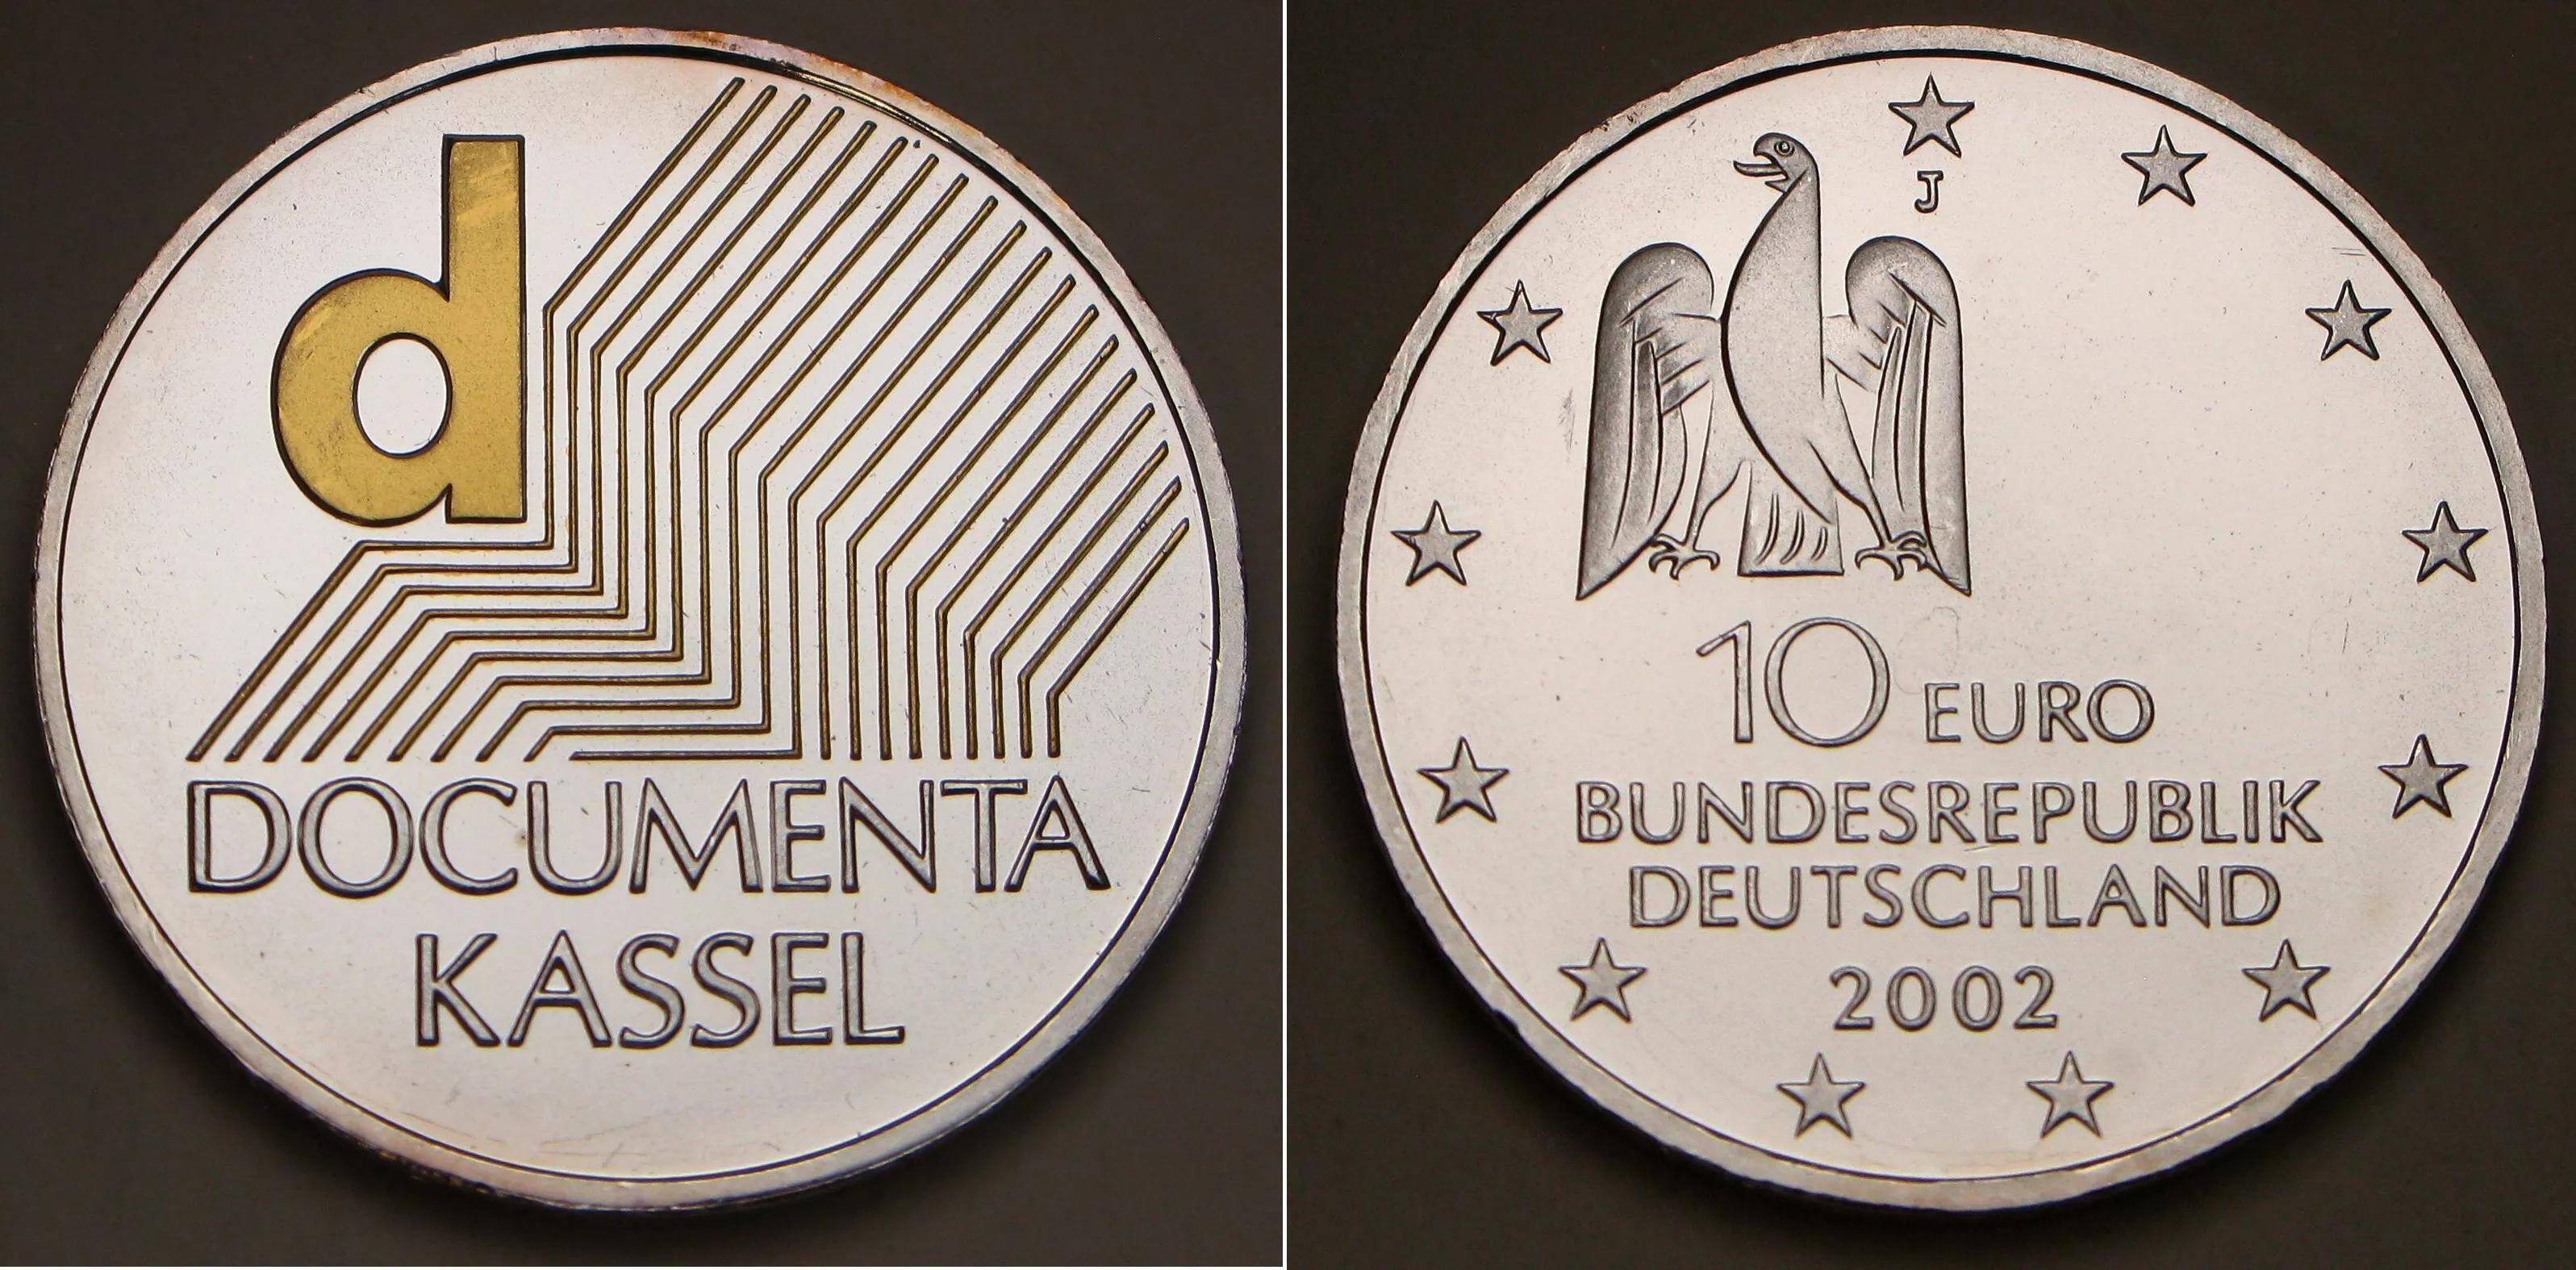 d
DOCUMENTA
KASSEL
J
10 EURO
BUNDESREPUBLIK
DEUTSCHLAND
2002